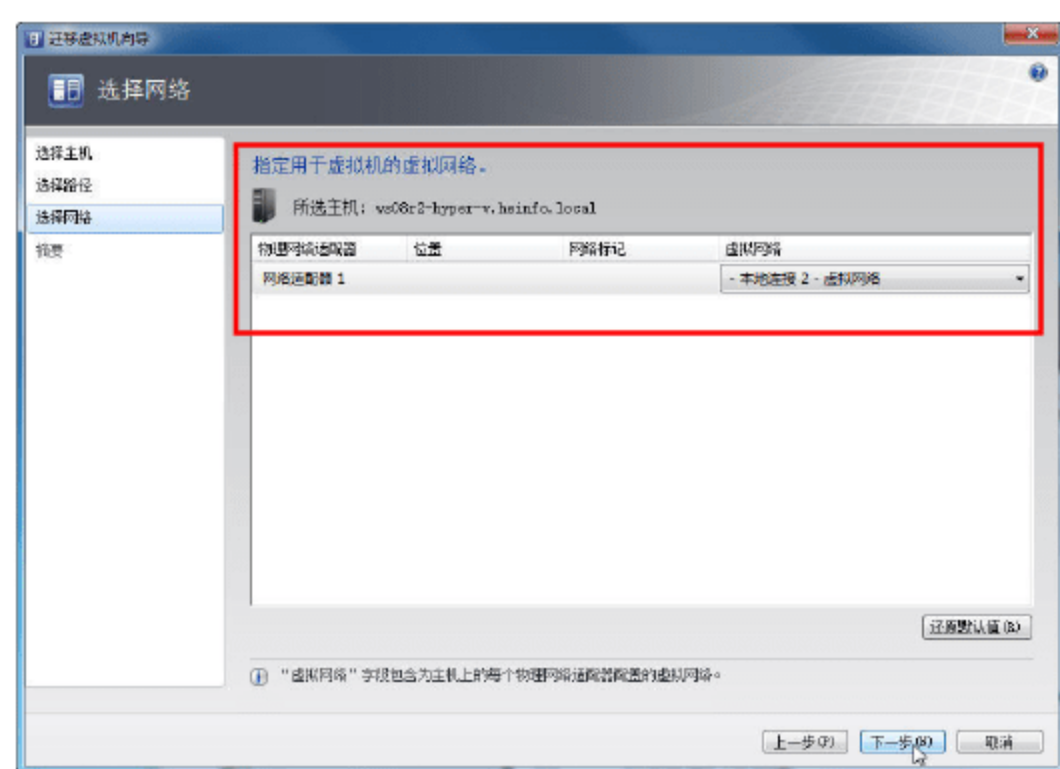 迁移虚拟机向导
选择网络
选择主机
选择路径
选择网络
摘要
指定用于虚拟机的虚拟网络。
所选主机: ws08r2-hyper-v.hsinfo.local
物理网络适配器 位置 网络标记 虚拟网络
网络适配器 1 - 本地连接 2 - 虚拟网络
还原默认值(R)
“虚拟网络”字段包含为主机上的每个物理网络适配器配置的虚拟网络。
上一步(P) 下一步(N) 取消